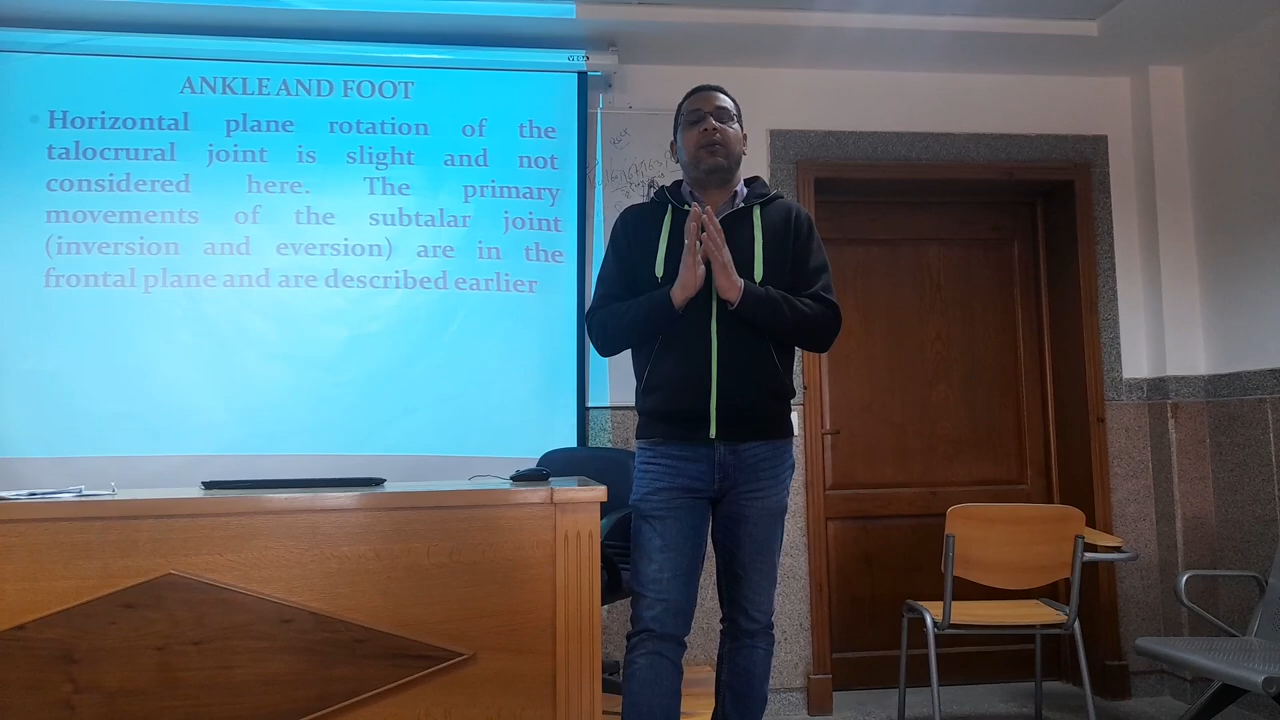 VEGA
ANKLE AND FOOT
Horizontal plane rotation of the
talocrural joint is slight and not
considered here. The primary
movements of the subtalar joint
(inversion and eversion) are in the
frontal plane and are described earlier